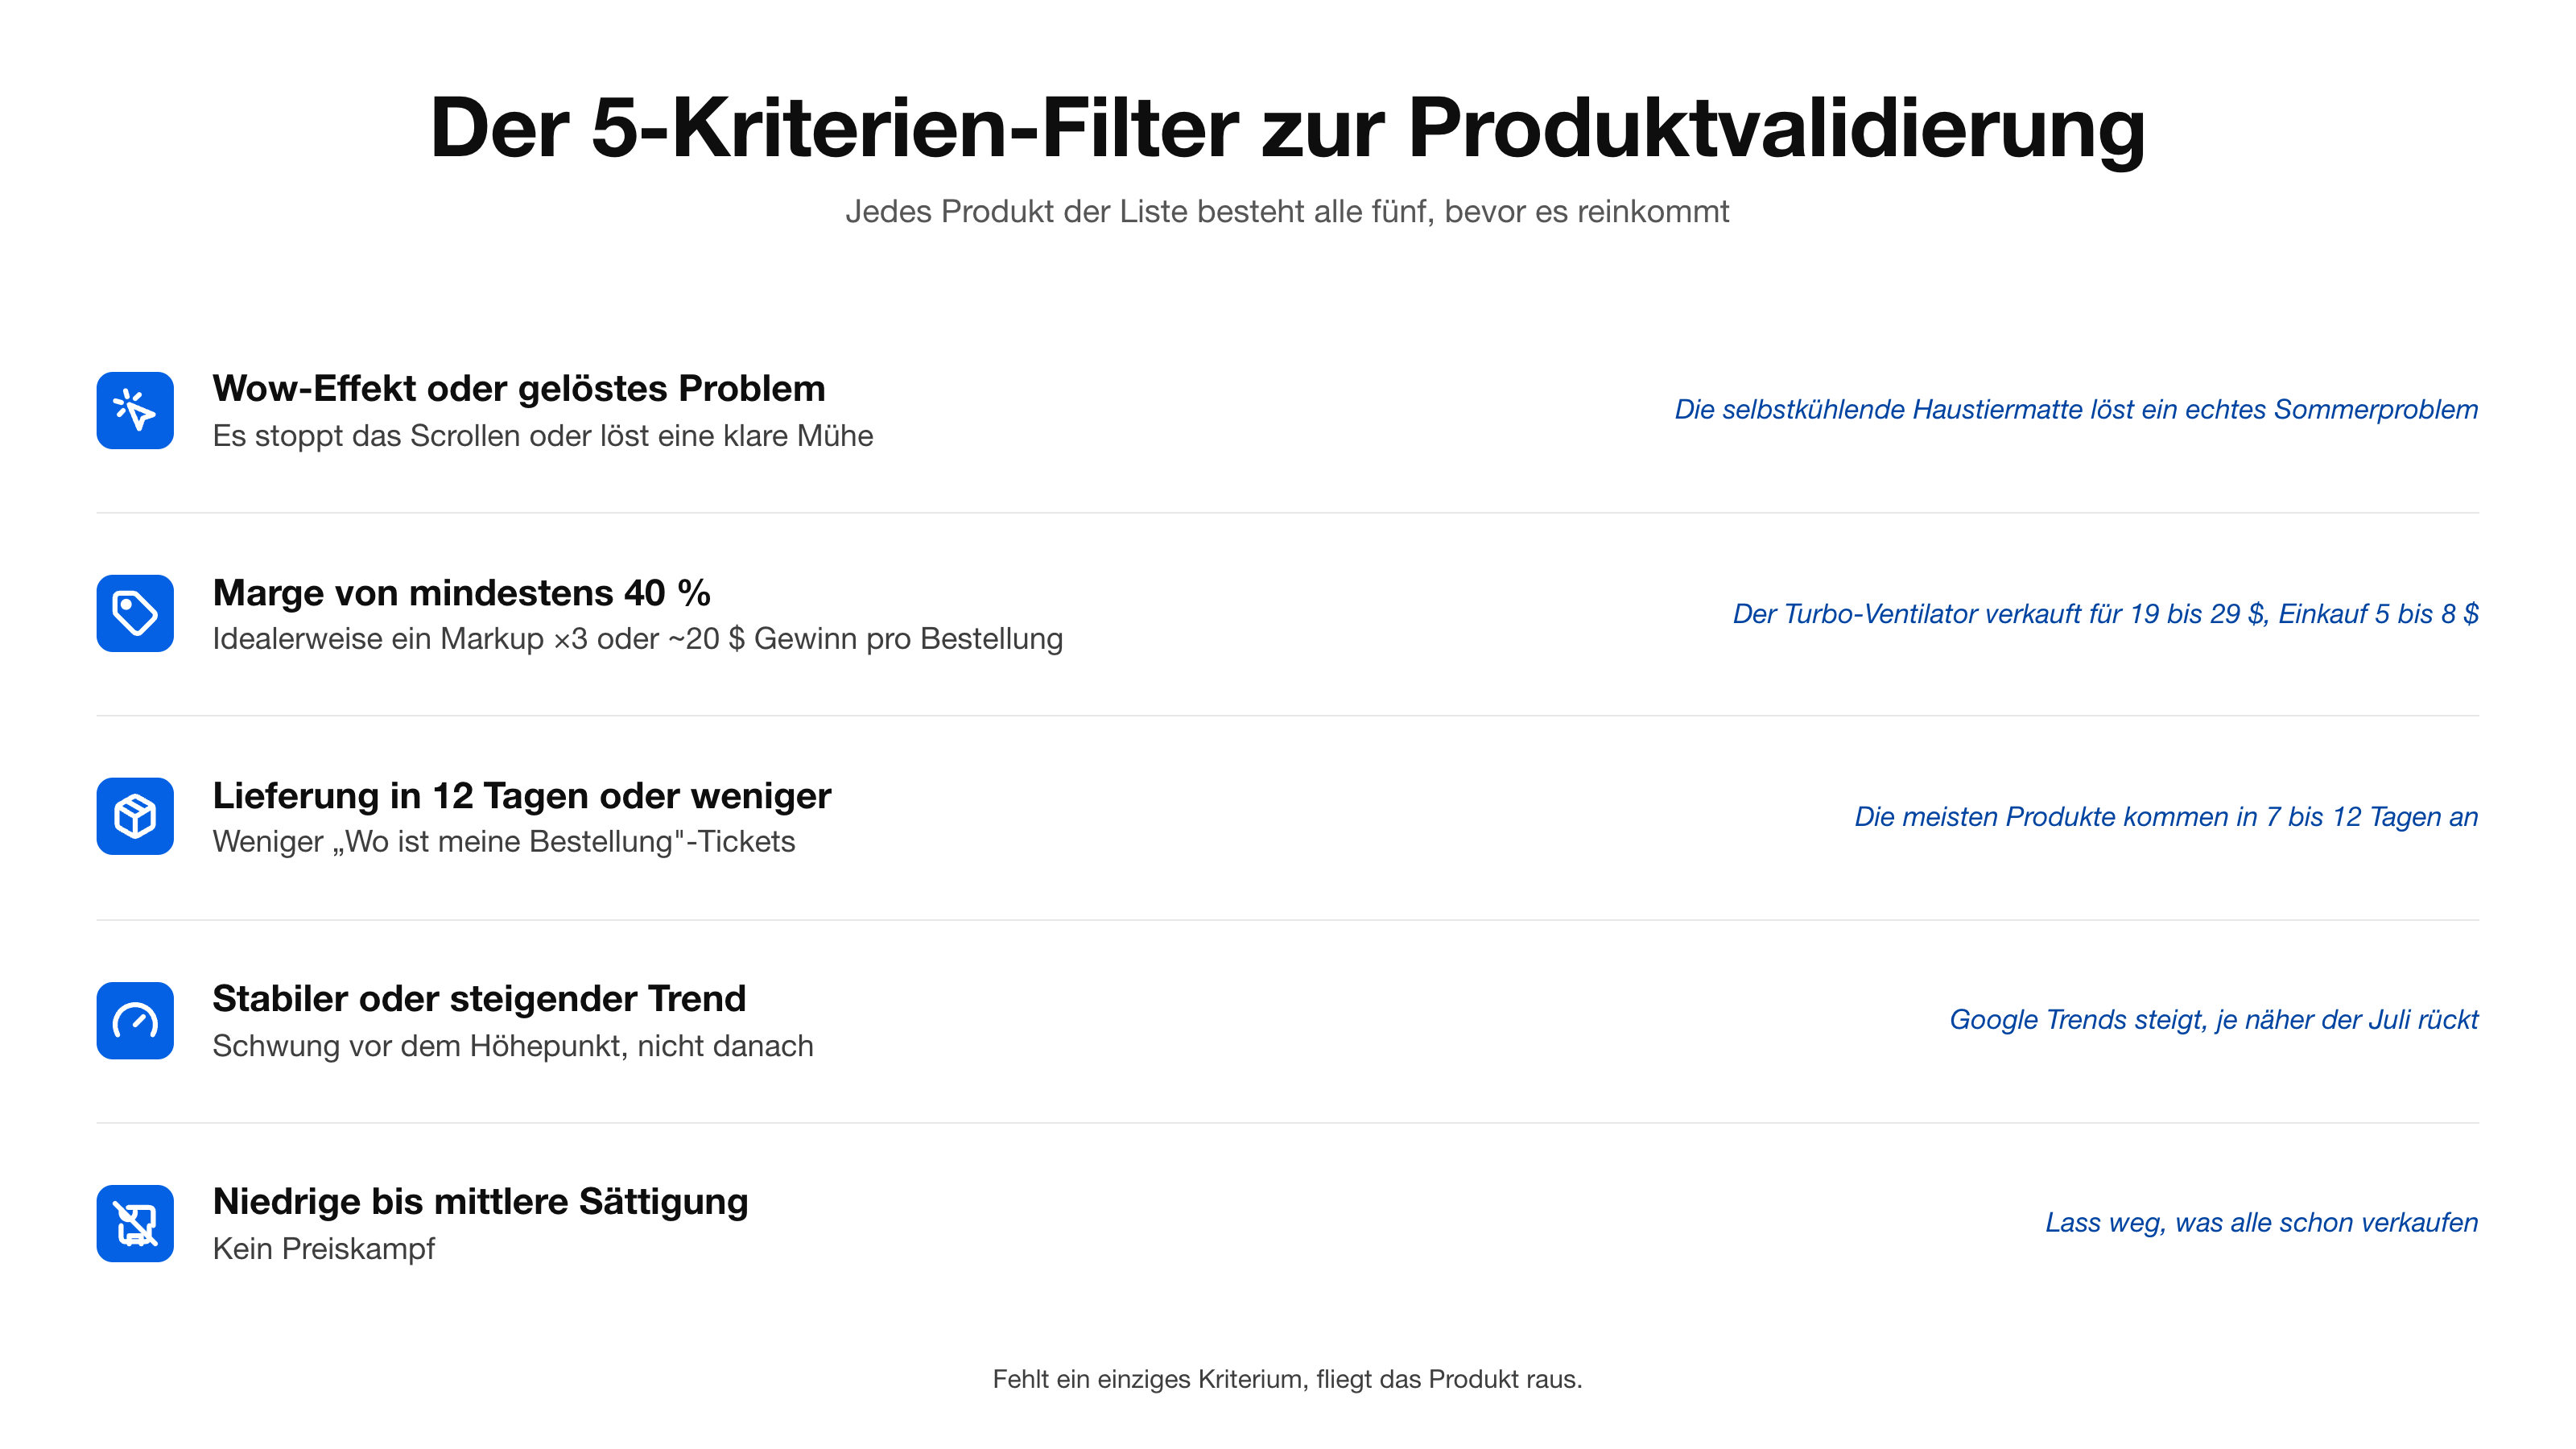 Der 5-Kriterien-Filter zur Produktvalidierung
Jedes Produkt der Liste besteht alle fünf, bevor es reinkommt
Wow-Effekt oder gelöstes Problem
Es stoppt das Scrollen oder löst eine klare Mühe
Die selbstkühlende Haustiermatte löst ein echtes Sommerproblem
Marge von mindestens 40 %
Idealerweise ein Markup ×3 oder ~20 $ Gewinn pro Bestellung
Der Turbo-Ventilator verkauft für 19 bis 29 $, Einkauf 5 bis 8 $
Lieferung in 12 Tagen oder weniger
Weniger „Wo ist meine Bestellung"-Tickets
Die meisten Produkte kommen in 7 bis 12 Tagen an
Stabiler oder steigender Trend
Schwung vor dem Höhepunkt, nicht danach
Google Trends steigt, je näher der Juli rückt
Niedrige bis mittlere Sättigung
Kein Preiskampf
Lass weg, was alle schon verkaufen
Fehlt ein einziges Kriterium, fliegt das Produkt raus.